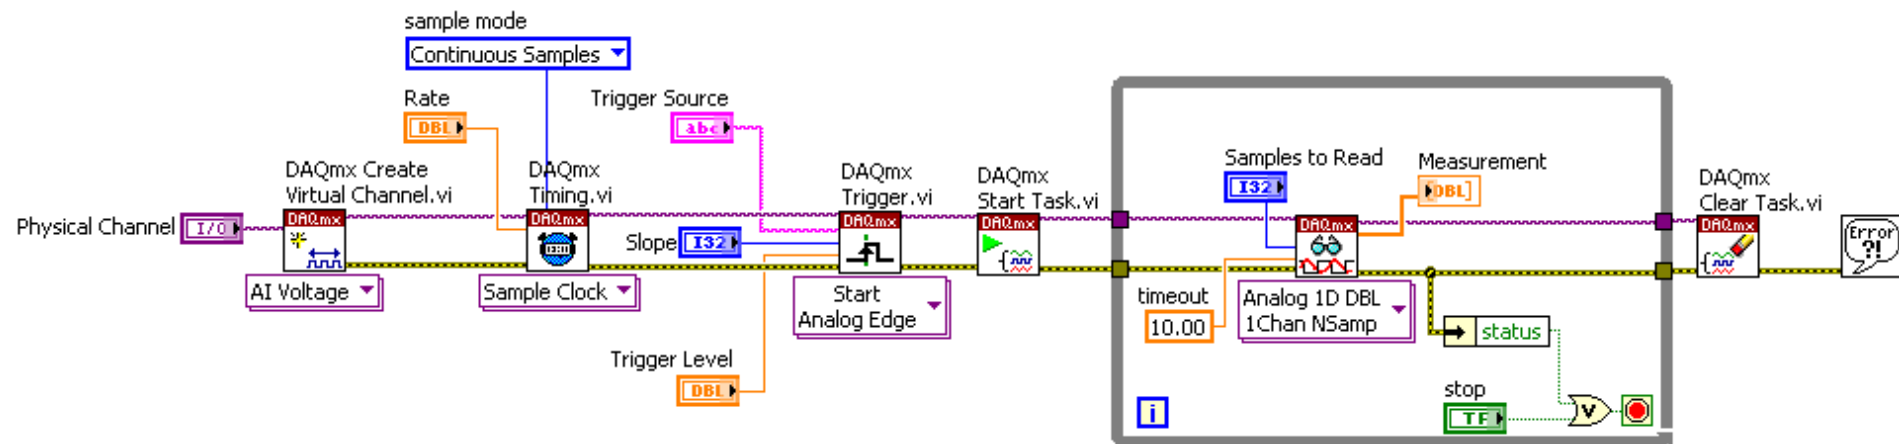 sample mode
Continuous Samples
Rate
DBL
Trigger Source
abc
DAQmx Create
Virtual Channel.vi
DAQmx
DAQmx
Timing.vi
DAQmx
DAQmx
Trigger.vi
DAQmx
DAQmx
Start Task.vi
DAQmx
Samples to Read
I32
Measurement
DBL
DAQmx
DAQmx
Clear Task.vi
DAQmx
Physical Channel
I/O
Slope
I32
Error
?!
AI Voltage
Sample Clock
Start
Analog Edge
timeout
10.00
Analog 1D DBL
1Chan NSamp
status
Trigger Level
DBL
i
stop
TF
V